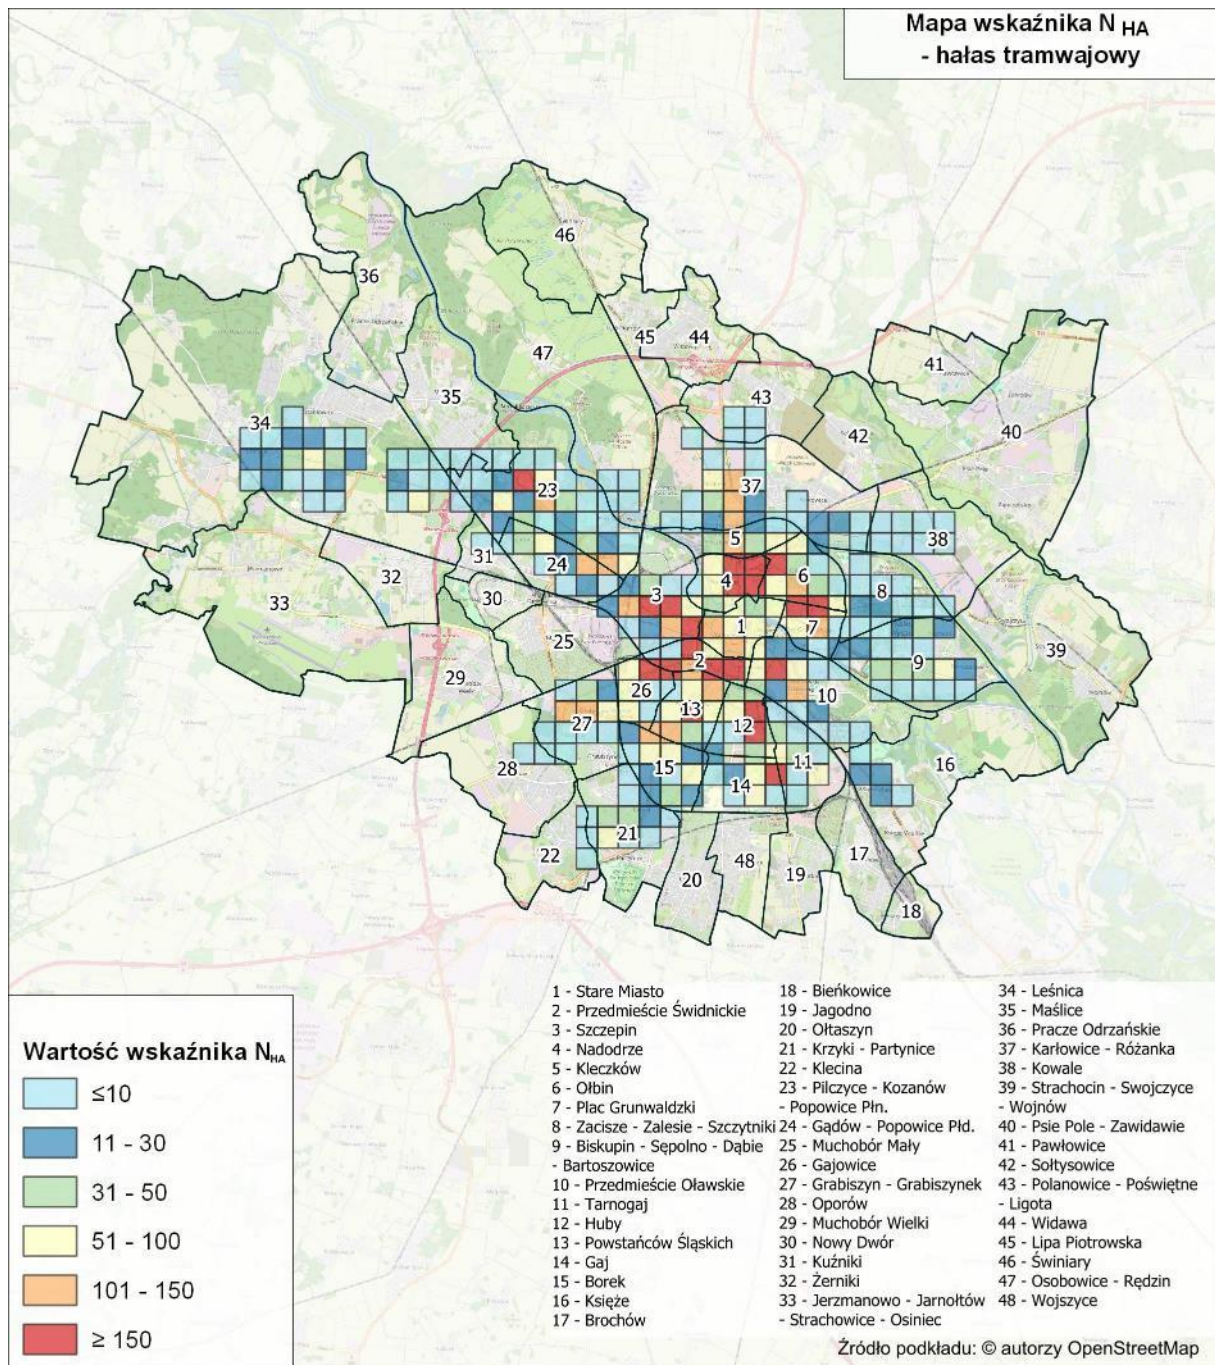 Mapa wskaźnika N HA
- hałas tramwajowy
46
36
45
44
47
41
35
43
34
42
40
37
23
5
38
31
24
4
6
32
3
8
30
33
1
7
25
39
2
9
29
26
10
13
27
12
28
15
11
16
14
21
22
48
17
20
19
18
Wartość wskaźnika N HA
≤10
11 - 30
31 - 50
51 - 100
101 - 150
≥ 150
1 - Stare Miasto
2 - Przedmieście Świdnickie
3 - Szczepin
4 - Nadodrze
5 - Kleczków
6 - Ołbin
7 - Plac Grunwaldzki
8 - Zacisze - Zalesie - Szczytniki
9 - Biskupin - Sępolno - Dąbie
- Bartoszowice
10 - Przedmieście Oławskie
11 - Tarnogaj
12 - Huby
13 - Powstańców Śląskich
14 - Gaj
15 - Borek
16 - Księże
17 - Brochów
18 - Bieńkowice
19 - Jagodno
20 - Ołtaszyn
21 - Krzyki - Partynice
22 - Klecina
23 - Pilczyce - Kozanów
- Popowice Płn.
24 - Gądów - Popowice Płd.
25 - Muchobór Mały
26 - Gajowice
27 - Grabiszyn - Grabiszynek
28 - Oporów
29 - Muchobór Wielki
30 - Nowy Dwór
31 - Kuźniki
32 - Żerniki
33 - Jerzmanowo - Jarnołtów
- Strachowice - Osiniec
34 - Leśnica
35 - Maślice
36 - Pracze Odrzańskie
37 - Karłowice - Różanka
38 - Kowale
39 - Strachocin - Swojczyce
- Wojnów
40 - Psie Pole - Zawidawie
41 - Pawłowice
42 - Sołtysowice
43 - Polanowice - Poświętne
- Ligota
44 - Widawa
45 - Lipa Piotrowska
46 - Świniary
47 - Osobowice - Rędzin
48 - Wojszyce
Źródło podkładu: © autorzy OpenStreetMap